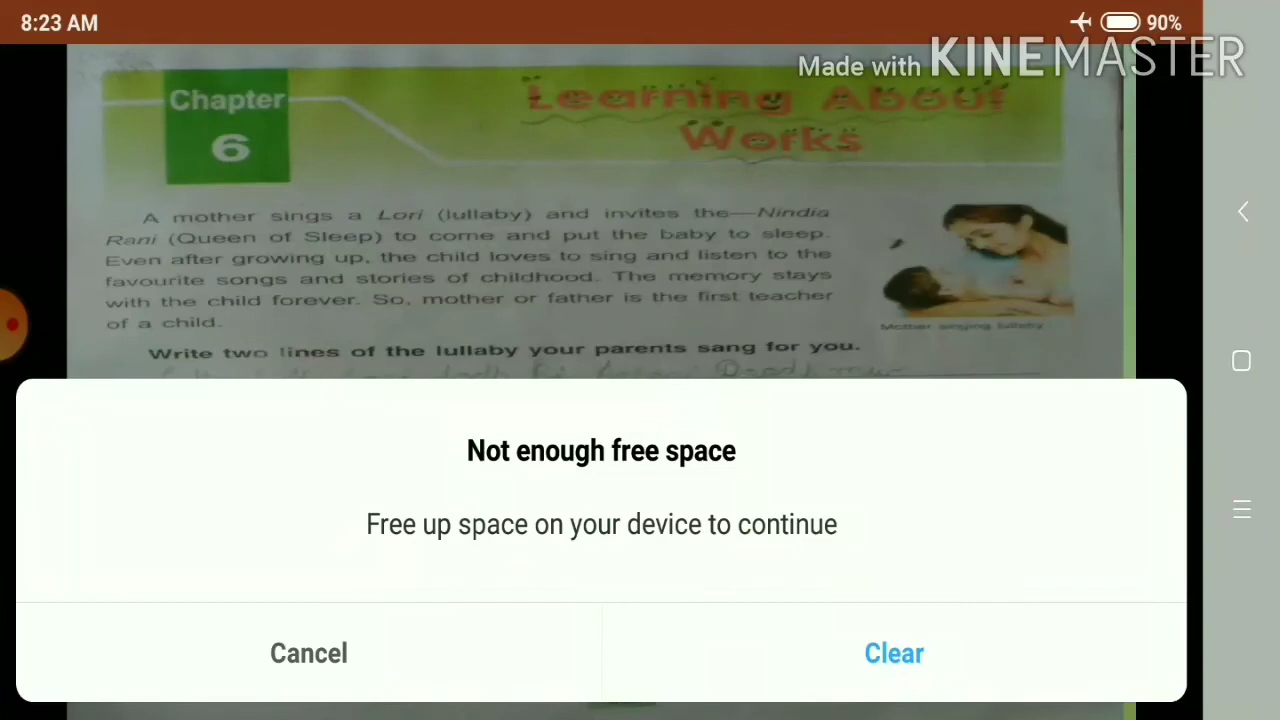 8:23 AM
90%
Made with KINEMASTER
Chapter
6
Learning About
Works
A mother sings a Lori (lullaby) and invites the—Nindia
Rani (Queen of Sleep) to come and put the baby to sleep.
Even after growing up, the child loves to sing and listen to the
favourite songs and stories of childhood. The memory stays
with the child forever. So, mother or father is the first teacher
of a child.
Mother singing lullaby
Write two lines of the lullaby your parents sang for you.
Not enough free space
Free up space on your device to continue
Cancel
Clear